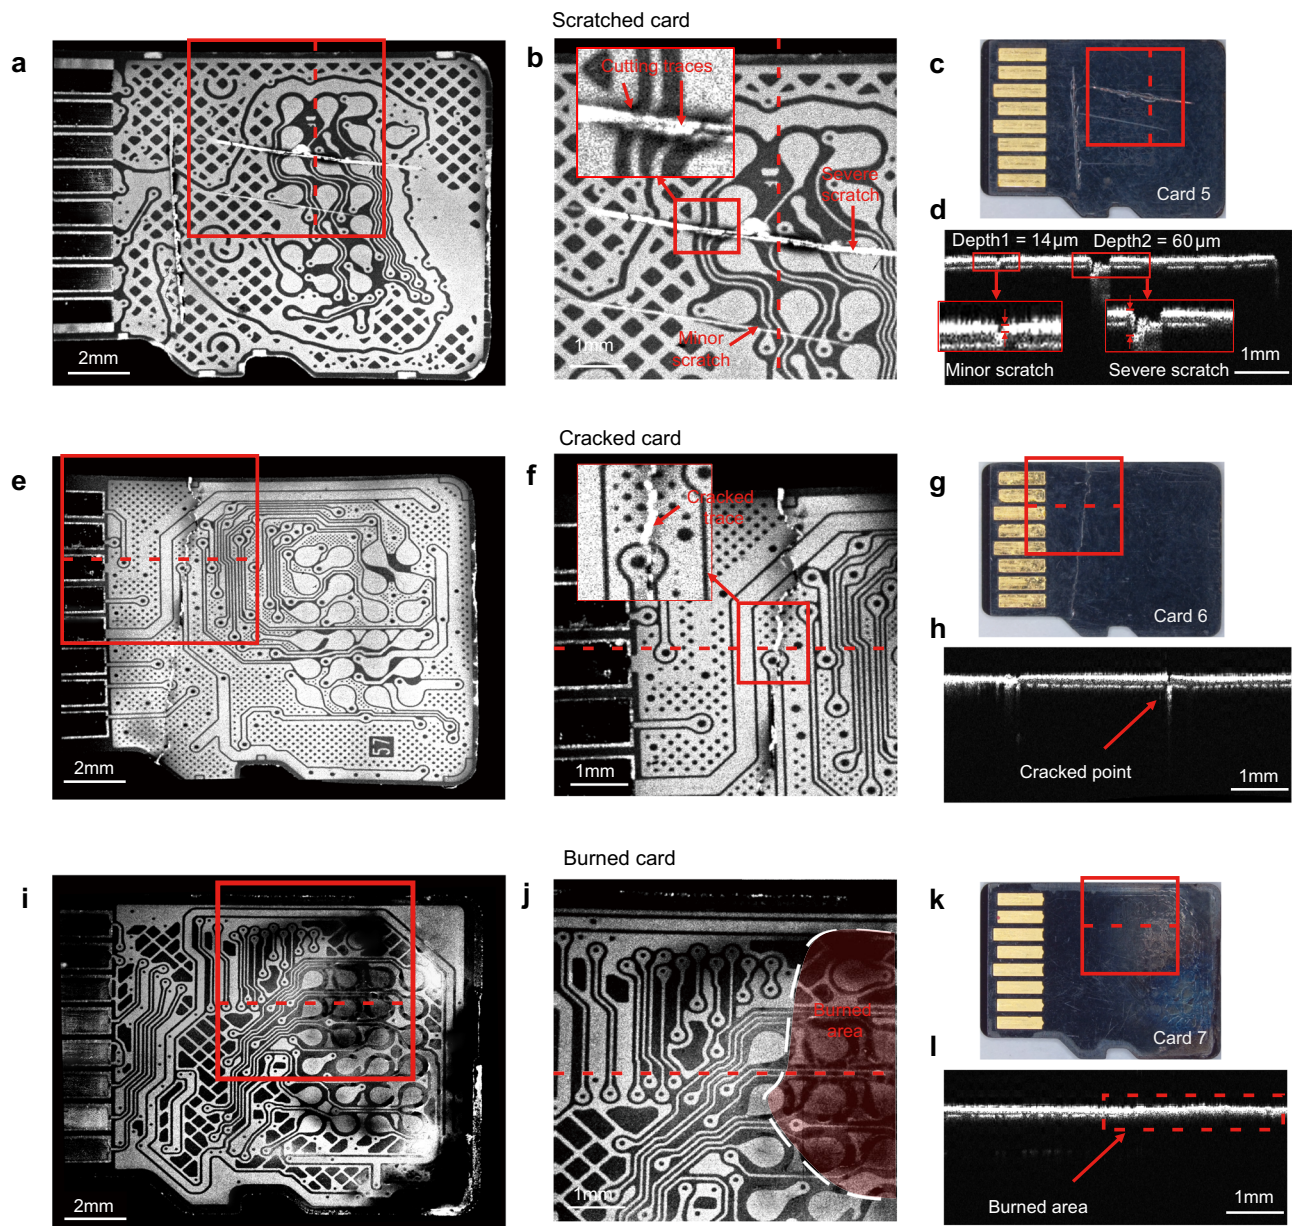 Scratched card
a
2mm
b
Cutting traces
Severe
scratch
Minor
scratch
1mm
c
Card 5
d
Depth1 = 14μm
Depth2 = 60μm
Minor scratch
Severe scratch
1mm
Cracked card
e
57
2mm
f
Cracked
trace
1mm
g
Card 6
h
Cracked point
1mm
Burned card
i
2mm
j
Burned
area
1mm
k
Card 7
l
Burned area
1mm